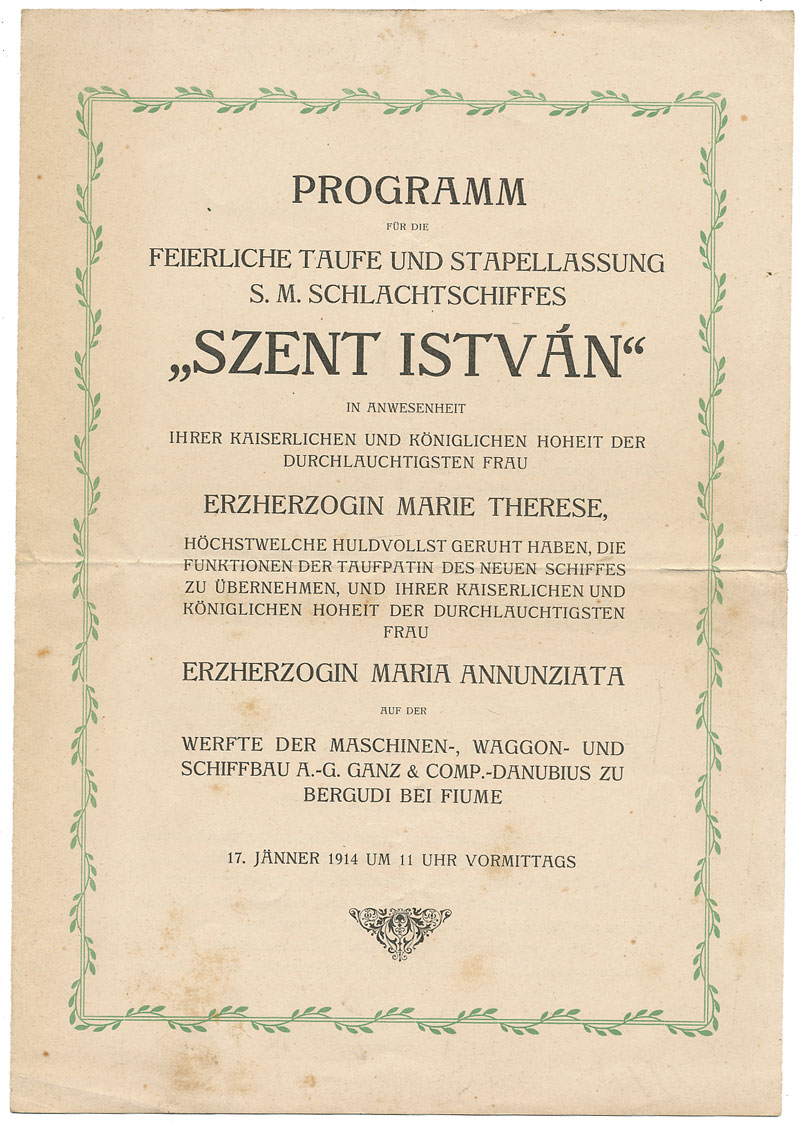 PROGRAMM
FÜR DIE
FEIERLICHE TAUFE UND STAPELLASSUNG
S. M. SCHLACHTSCHIFFES
„SZENT ISTVÁN“
IN ANWESENHEIT
IHRER KAISERLICHEN UND KÖNIGLICHEN HOHEIT DER
DURCHLAUCHTIGSTEN FRAU
ERZHERZOGIN MARIE THERESE,
HÖCHSTWELCHE HULDVOLLST GERUHT HABEN, DIE
FUNKTIONEN DER TAUFPATIN DES NEUEN SCHIFFES
ZU ÜBERNEHMEN, UND IHRER KAISERLICHEN UND
KÖNIGLICHEN HOHEIT DER DURCHLAUCHTIGSTEN
FRAU
ERZHERZOGIN MARIA ANNUNZIATA
AUF DER
WERFTE DER MASCHINEN-, WAGGON- UND
SCHIFFBAU A.-G. GANZ & COMP.-DANUBIUS ZU
BERGUDI BEI FIUME
17. JÄNNER 1914 UM 11 UHR VORMITTAGS